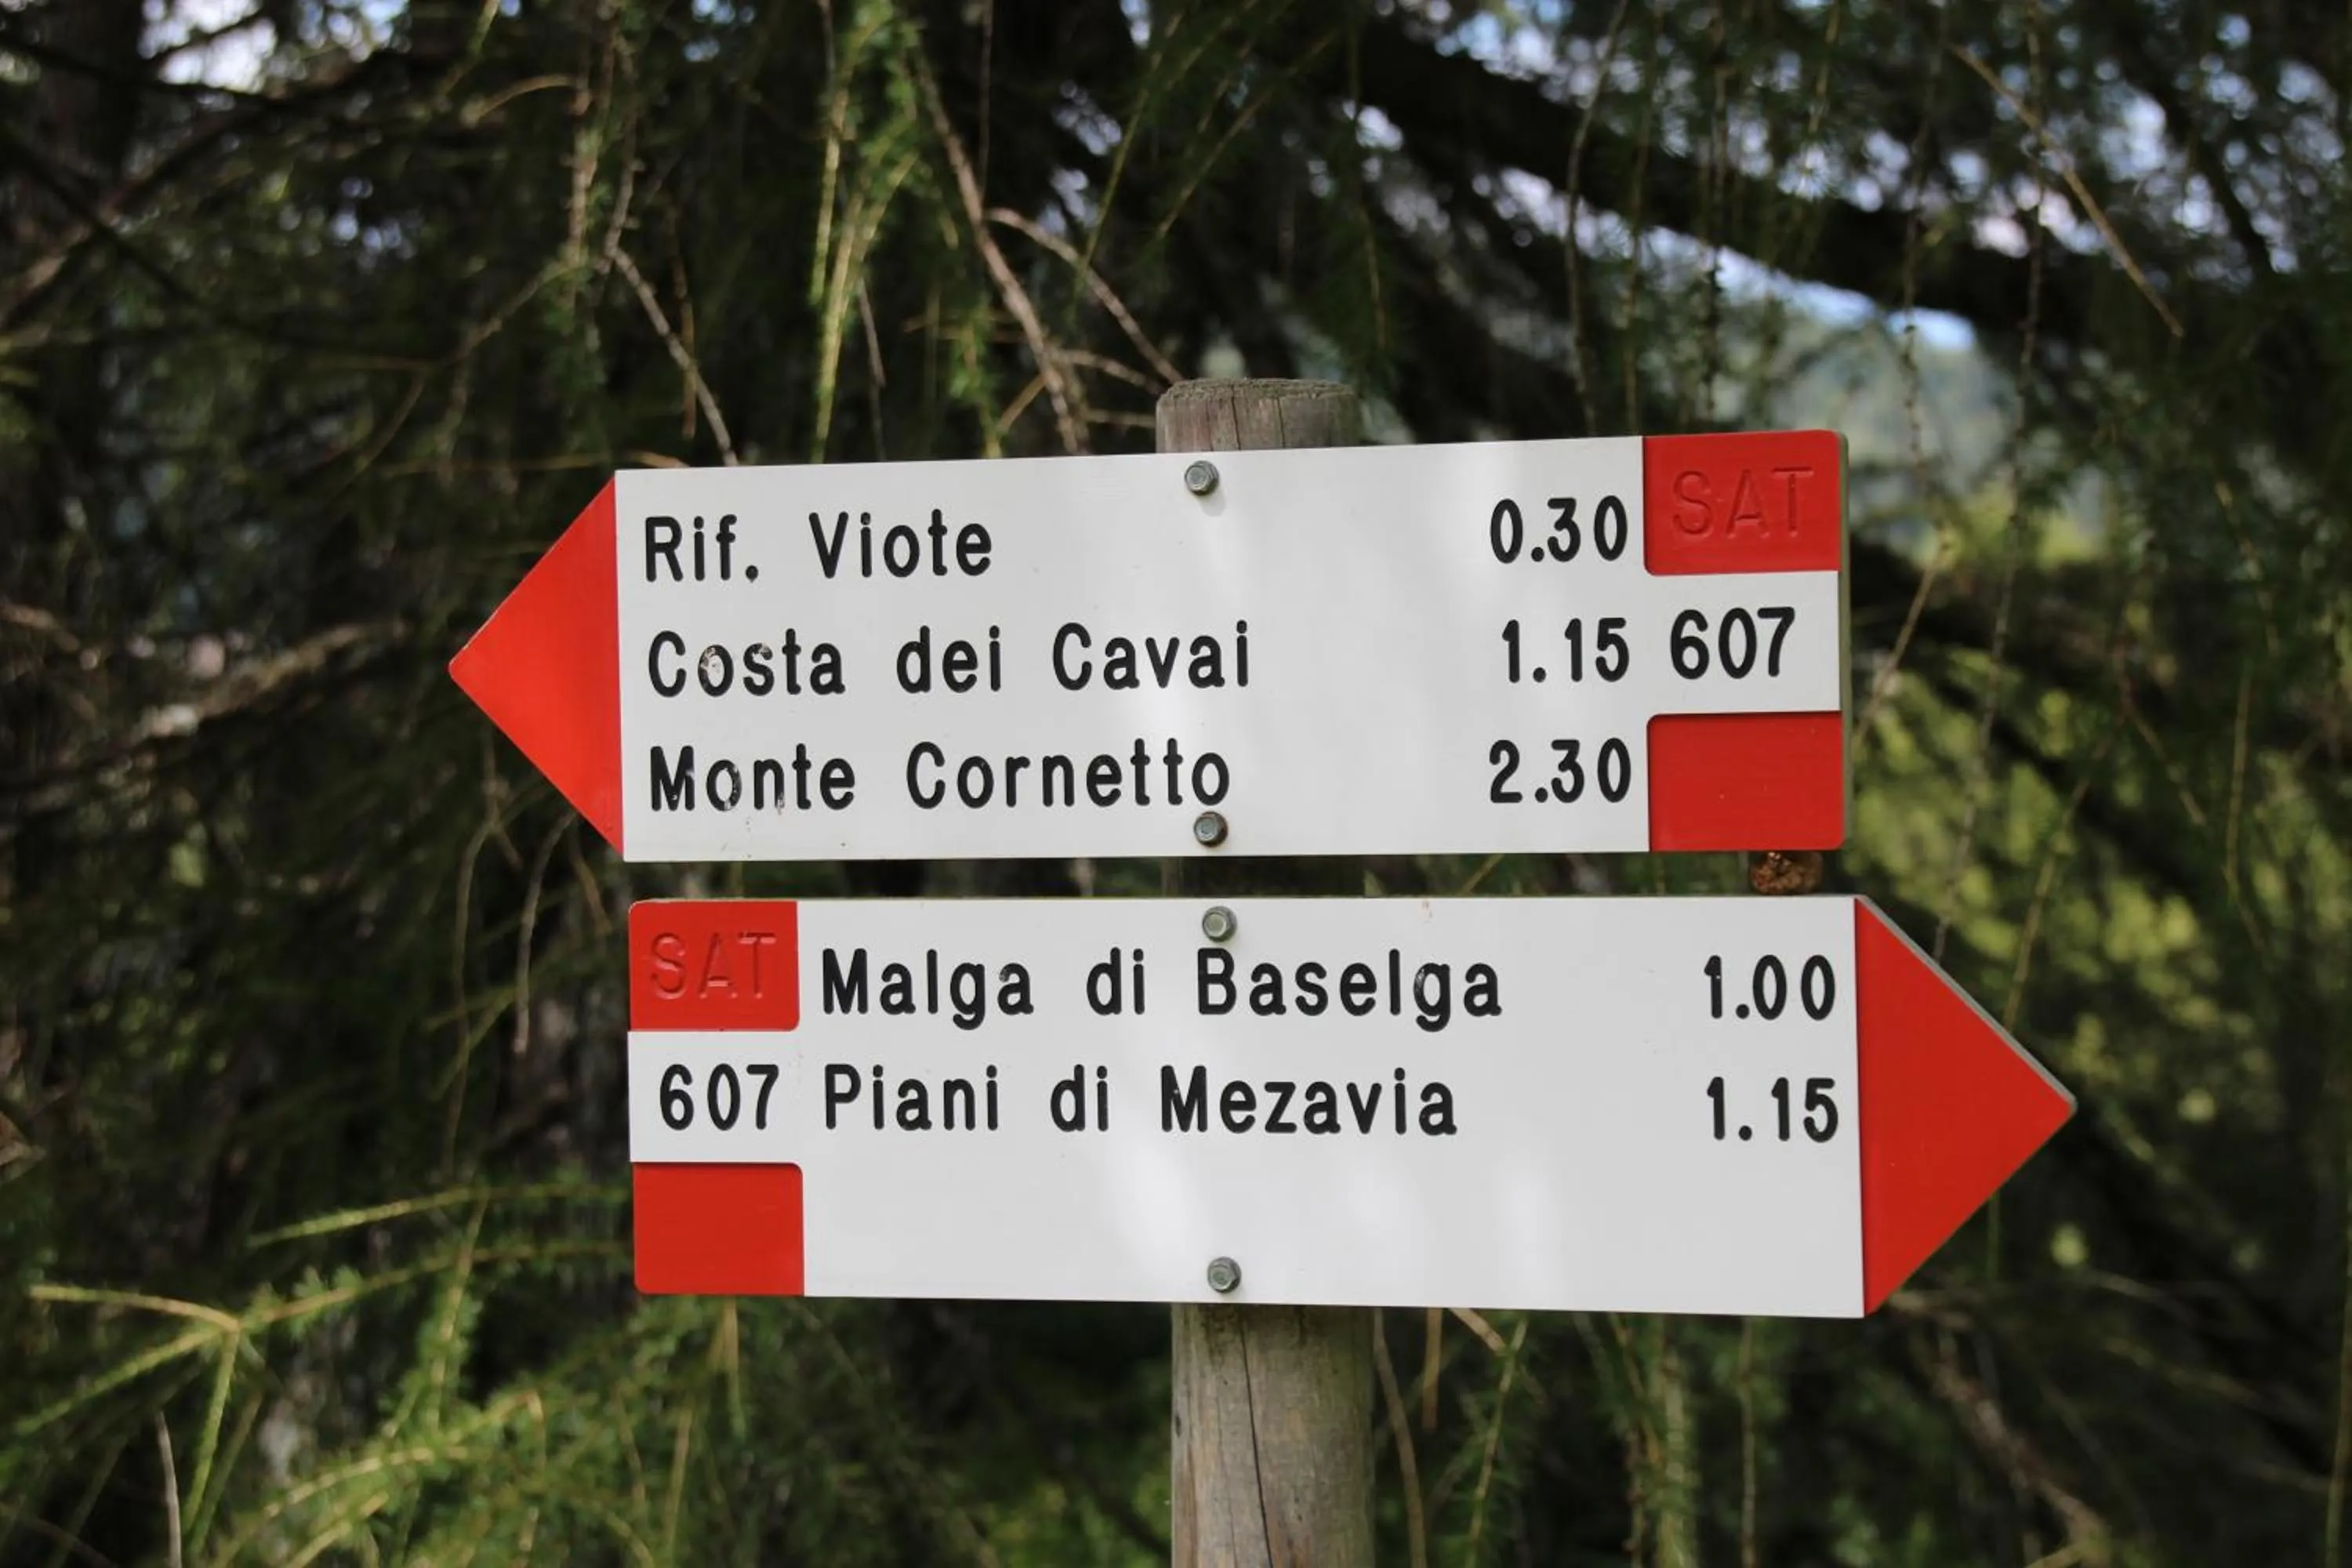 Rif. Viote 0.30 SAT
Costa dei Cavai 1.15 607
Monte Cornetto 2.30
SAT Malga di Baselga 1.00
607 Piani di Mezavia 1.15